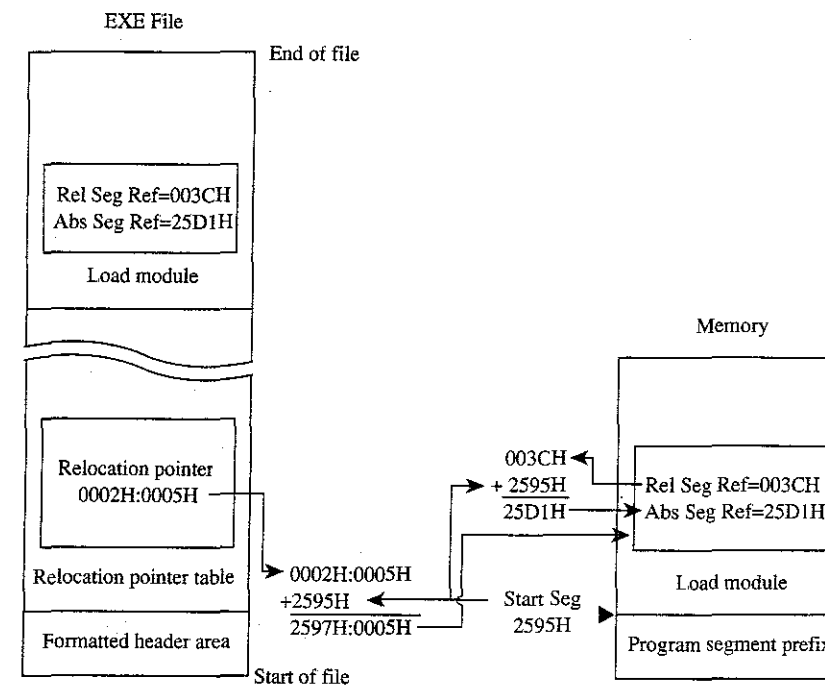 EXE File
End of file
Rel Seg Ref=003CH
Abs Seg Ref=25D1H
Load module
Relocation pointer
0002H:0005H
Relocation pointer table
Formatted header area
Start of file
0002H:0005H
+2595H
2597H:0005H
003CH
+ 2595H
25D1H
Start Seg
2595H
Memory
Rel Seg Ref=003CH
Abs Seg Ref=25D1H
Load module
Program segment prefix